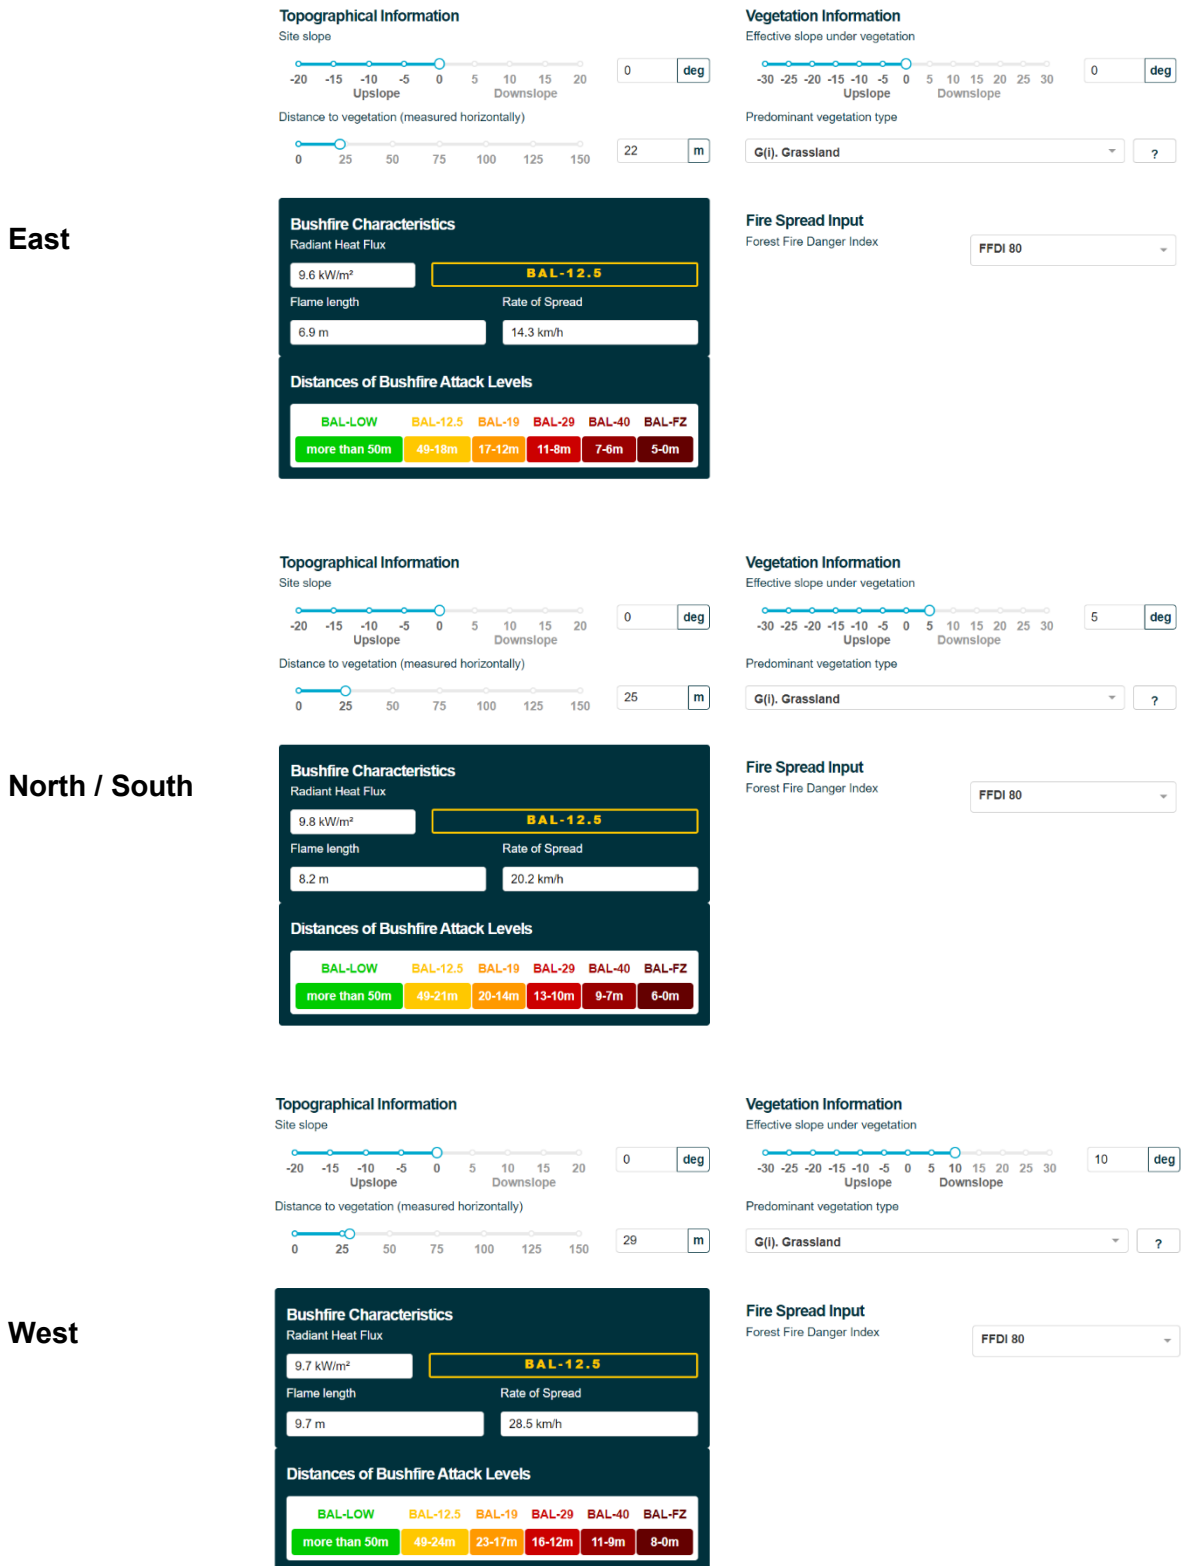 Topographical Information
Site slope
-20 -15 -10 -5 0 5 10 15 20
Upslope Downslope
0 deg
Distance to vegetation (measured horizontally)
0 25 50 75 100 125 150
22 m
Vegetation Information
Effective slope under vegetation
-30 -25 -20 -15 -10 -5 0 5 10 15 20 25 30
Upslope Downslope
0 deg
Predominant vegetation type
G(i). Grassland ?
East
Bushfire Characteristics
Radiant Heat Flux
9.6 kW/m² BAL-12.5
Flame length Rate of Spread
6.9 m 14.3 km/h
Distances of Bushfire Attack Levels
BAL-LOW BAL-12.5 BAL-19 BAL-29 BAL-40 BAL-FZ
more than 50m 49-18m 17-12m 11-8m 7-6m 5-0m
Fire Spread Input
Forest Fire Danger Index FFDI 80
Topographical Information
Site slope
-20 -15 -10 -5 0 5 10 15 20
Upslope Downslope
0 deg
Distance to vegetation (measured horizontally)
0 25 50 75 100 125 150
25 m
Vegetation Information
Effective slope under vegetation
-30 -25 -20 -15 -10 -5 0 5 10 15 20 25 30
Upslope Downslope
5 deg
Predominant vegetation type
G(i). Grassland ?
North / South
Bushfire Characteristics
Radiant Heat Flux
9.8 kW/m² BAL-12.5
Flame length Rate of Spread
8.2 m 20.2 km/h
Distances of Bushfire Attack Levels
BAL-LOW BAL-12.5 BAL-19 BAL-29 BAL-40 BAL-FZ
more than 50m 49-21m 20-14m 13-10m 9-7m 6-0m
Fire Spread Input
Forest Fire Danger Index FFDI 80
Topographical Information
Site slope
-20 -15 -10 -5 0 5 10 15 20
Upslope Downslope
0 deg
Distance to vegetation (measured horizontally)
0 25 50 75 100 125 150
29 m
Vegetation Information
Effective slope under vegetation
-30 -25 -20 -15 -10 -5 0 5 10 15 20 25 30
Upslope Downslope
10 deg
Predominant vegetation type
G(i). Grassland ?
West
Bushfire Characteristics
Radiant Heat Flux
9.7 kW/m² BAL-12.5
Flame length Rate of Spread
9.7 m 28.5 km/h
Distances of Bushfire Attack Levels
BAL-LOW BAL-12.5 BAL-19 BAL-29 BAL-40 BAL-FZ
more than 50m 49-24m 23-17m 16-12m 11-9m 8-0m
Fire Spread Input
Forest Fire Danger Index FFDI 80